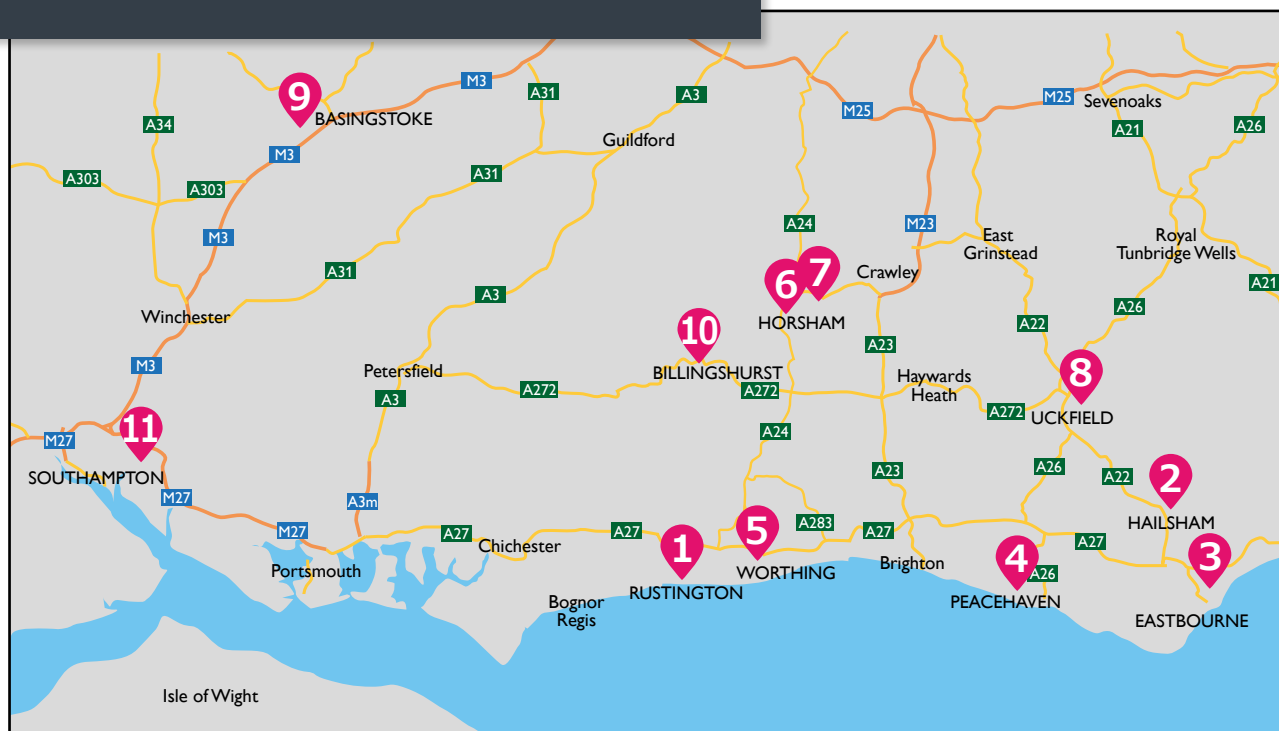 M3
A31
A3
M25
M25
Sevenoaks
9
BASINGSTOKE
A34
A21
A26
Guildford
M3
A303
A303
A31
M3
A24
M23
East
Grinstead
Royal
Tunbridge Wells
A31
6
7
Crawley
A21
A3
Winchester
HORSHAM
A22
A26
10
A23
M3
Petersfield
BILLINGSHURST
Haywards
Heath
8
A3
A272
A272
A272
UCKFIELD
11
M27
A24
SOUTHAMPTON
A23
A26
A22
2
M27
A3m
HAILSHAM
M27
A27
Chichester
A27
1
5
A283
A27
A27
Portsmouth
WORTHING
Brighton
4
A26
3
RUSTINGTON
Bognor
Regis
PEACEHAVEN
EASTBOURNE
Isle of Wight